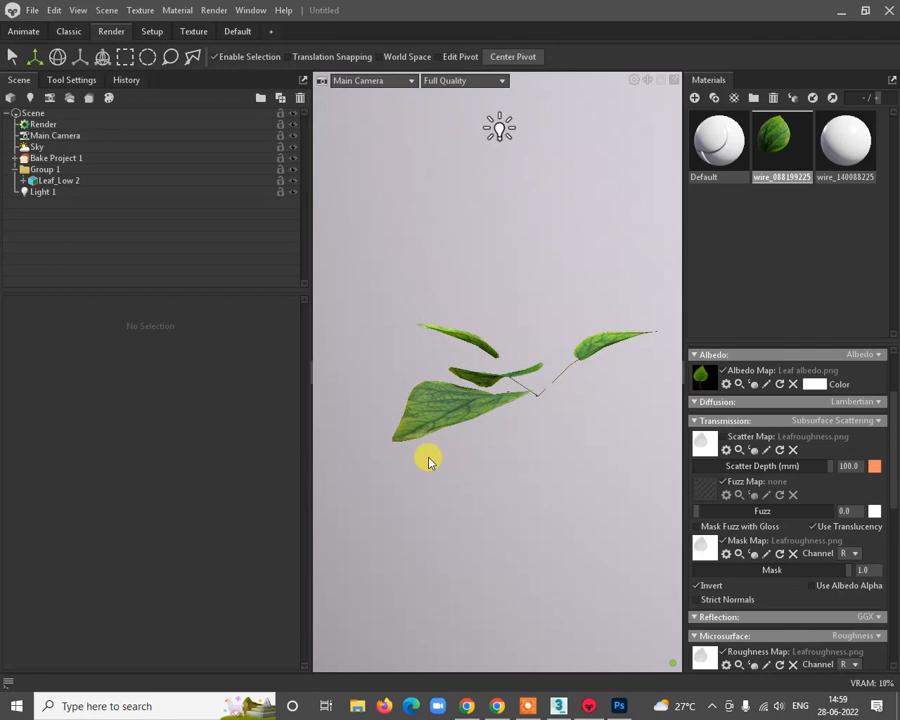 File Edit View Scene Texture Material Render Window Help Untitled
Animate Classic Render Setup Texture Default +
Enable Selection Translation Snapping World Space Edit Pivot Center Pivot
Scene Tool Settings History
Main Camera Full Quality
Materials
- / -
Scene
Render
Main Camera
Sky
Bake Project 1
Group 1
Leaf_Low 2
Light 1
Default wire_088199225 wire_140088225
No Selection
Albedo: Albedo
Albedo Map: Leaf albedo.png
Color
Diffusion: Lambertian
Transmission: Subsurface Scattering
Scatter Map: Leafroughness.png
Scatter Depth (mm) 100.0
Fuzz Map: none
Fuzz 0.0
Mask Fuzz with Gloss Use Translucency
Mask Map: Leafroughness.png
Channel R
Mask 1.0
Invert Use Albedo Alpha
Strict Normals
Reflection: GGX
Microsurface: Roughness
Roughness Map: Leafroughness.png
Channel R
VRAM: 10%
Type here to search
27°C
ENG
14:59
28-06-2022